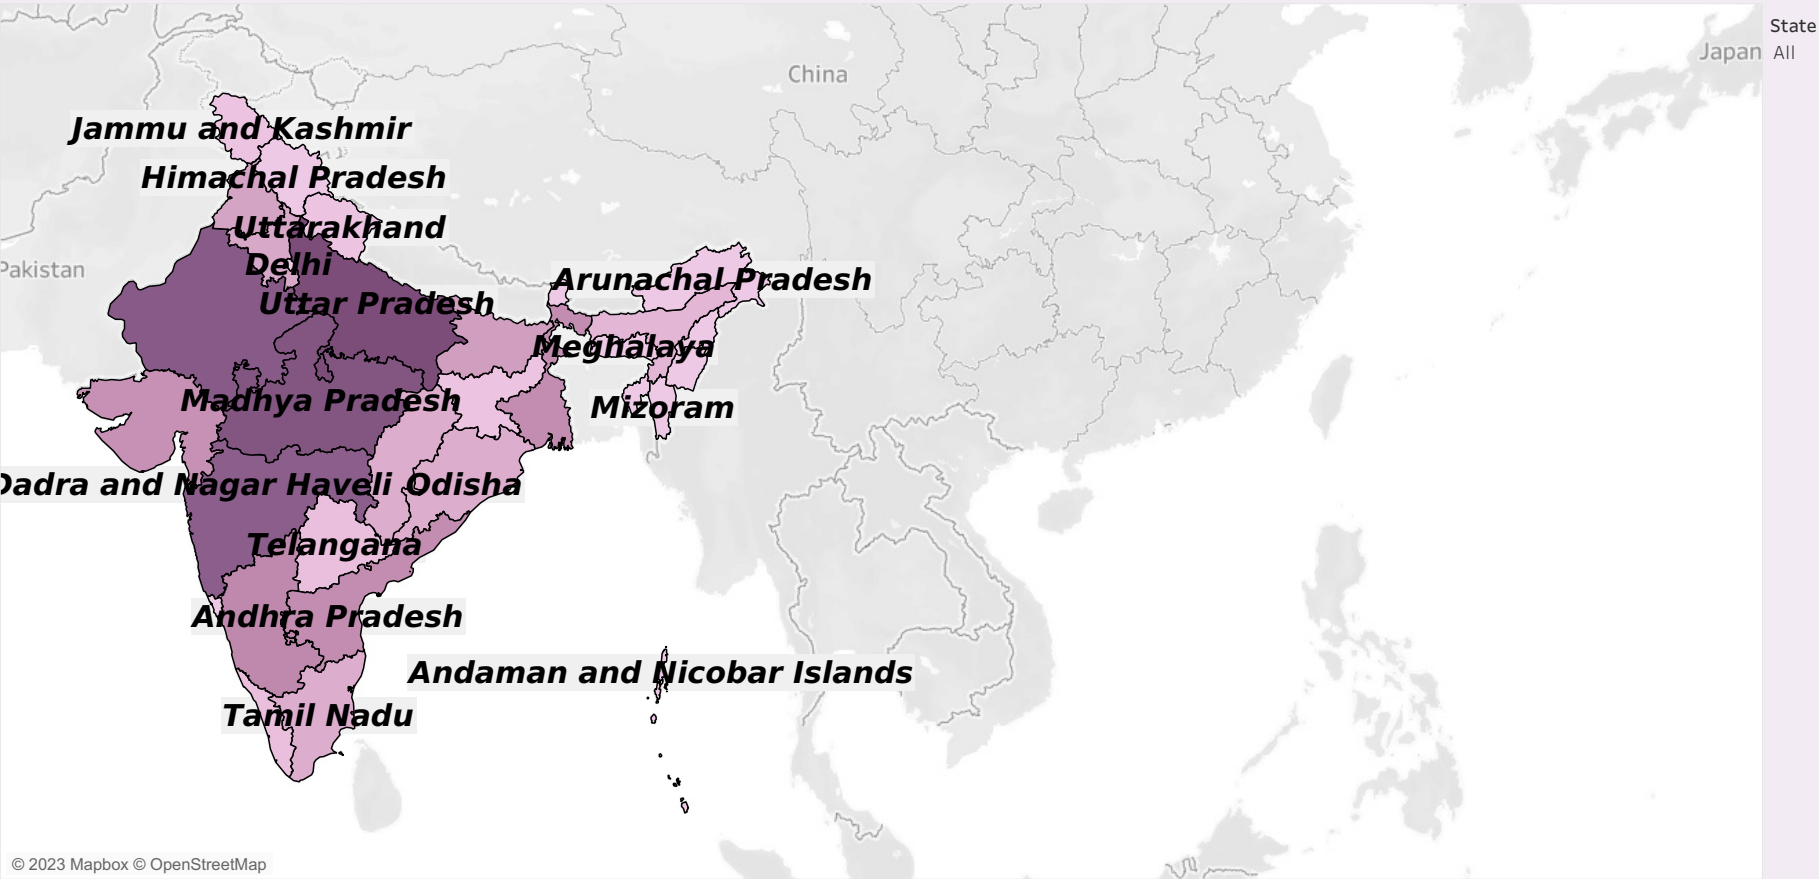 State
All
China
Japan
Jammu and Kashmir
Himachal Pradesh
Uttarakhand
Delhi
Pakistan
Arunachal Pradesh
Uttar Pradesh
Meghalaya
Madhya Pradesh
Mizoram
Dadra and Nagar Haveli
Odisha
Telangana
Andhra Pradesh
Andaman and Nicobar Islands
Tamil Nadu
© 2023 Mapbox © OpenStreetMap